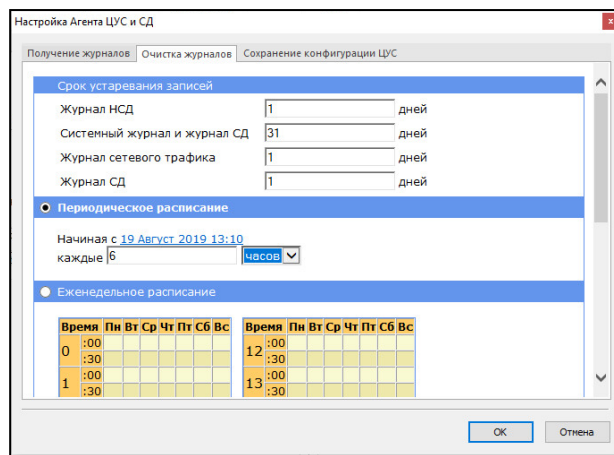 Настройка Агента ЦУС и СД
x
Получение журналов Очистка журналов Сохранение конфигурации ЦУС
Срок устаревания записей
Журнал НСД 1 дней
Системный журнал и журнал СД 31 дней
Журнал сетевого трафика 1 дней
Журнал СД 1 дней
Периодическое расписание
Начиная с 19 Август 2019 13:10
каждые 6 часов
Еженедельное расписание
Время Пн Вт Ср Чт Пт Сб Вс Время Пн Вт Ср Чт Пт Сб Вс
0 :00 12 :00
:30 :30
1 :00 13 :00
:30 :30
OK Отмена